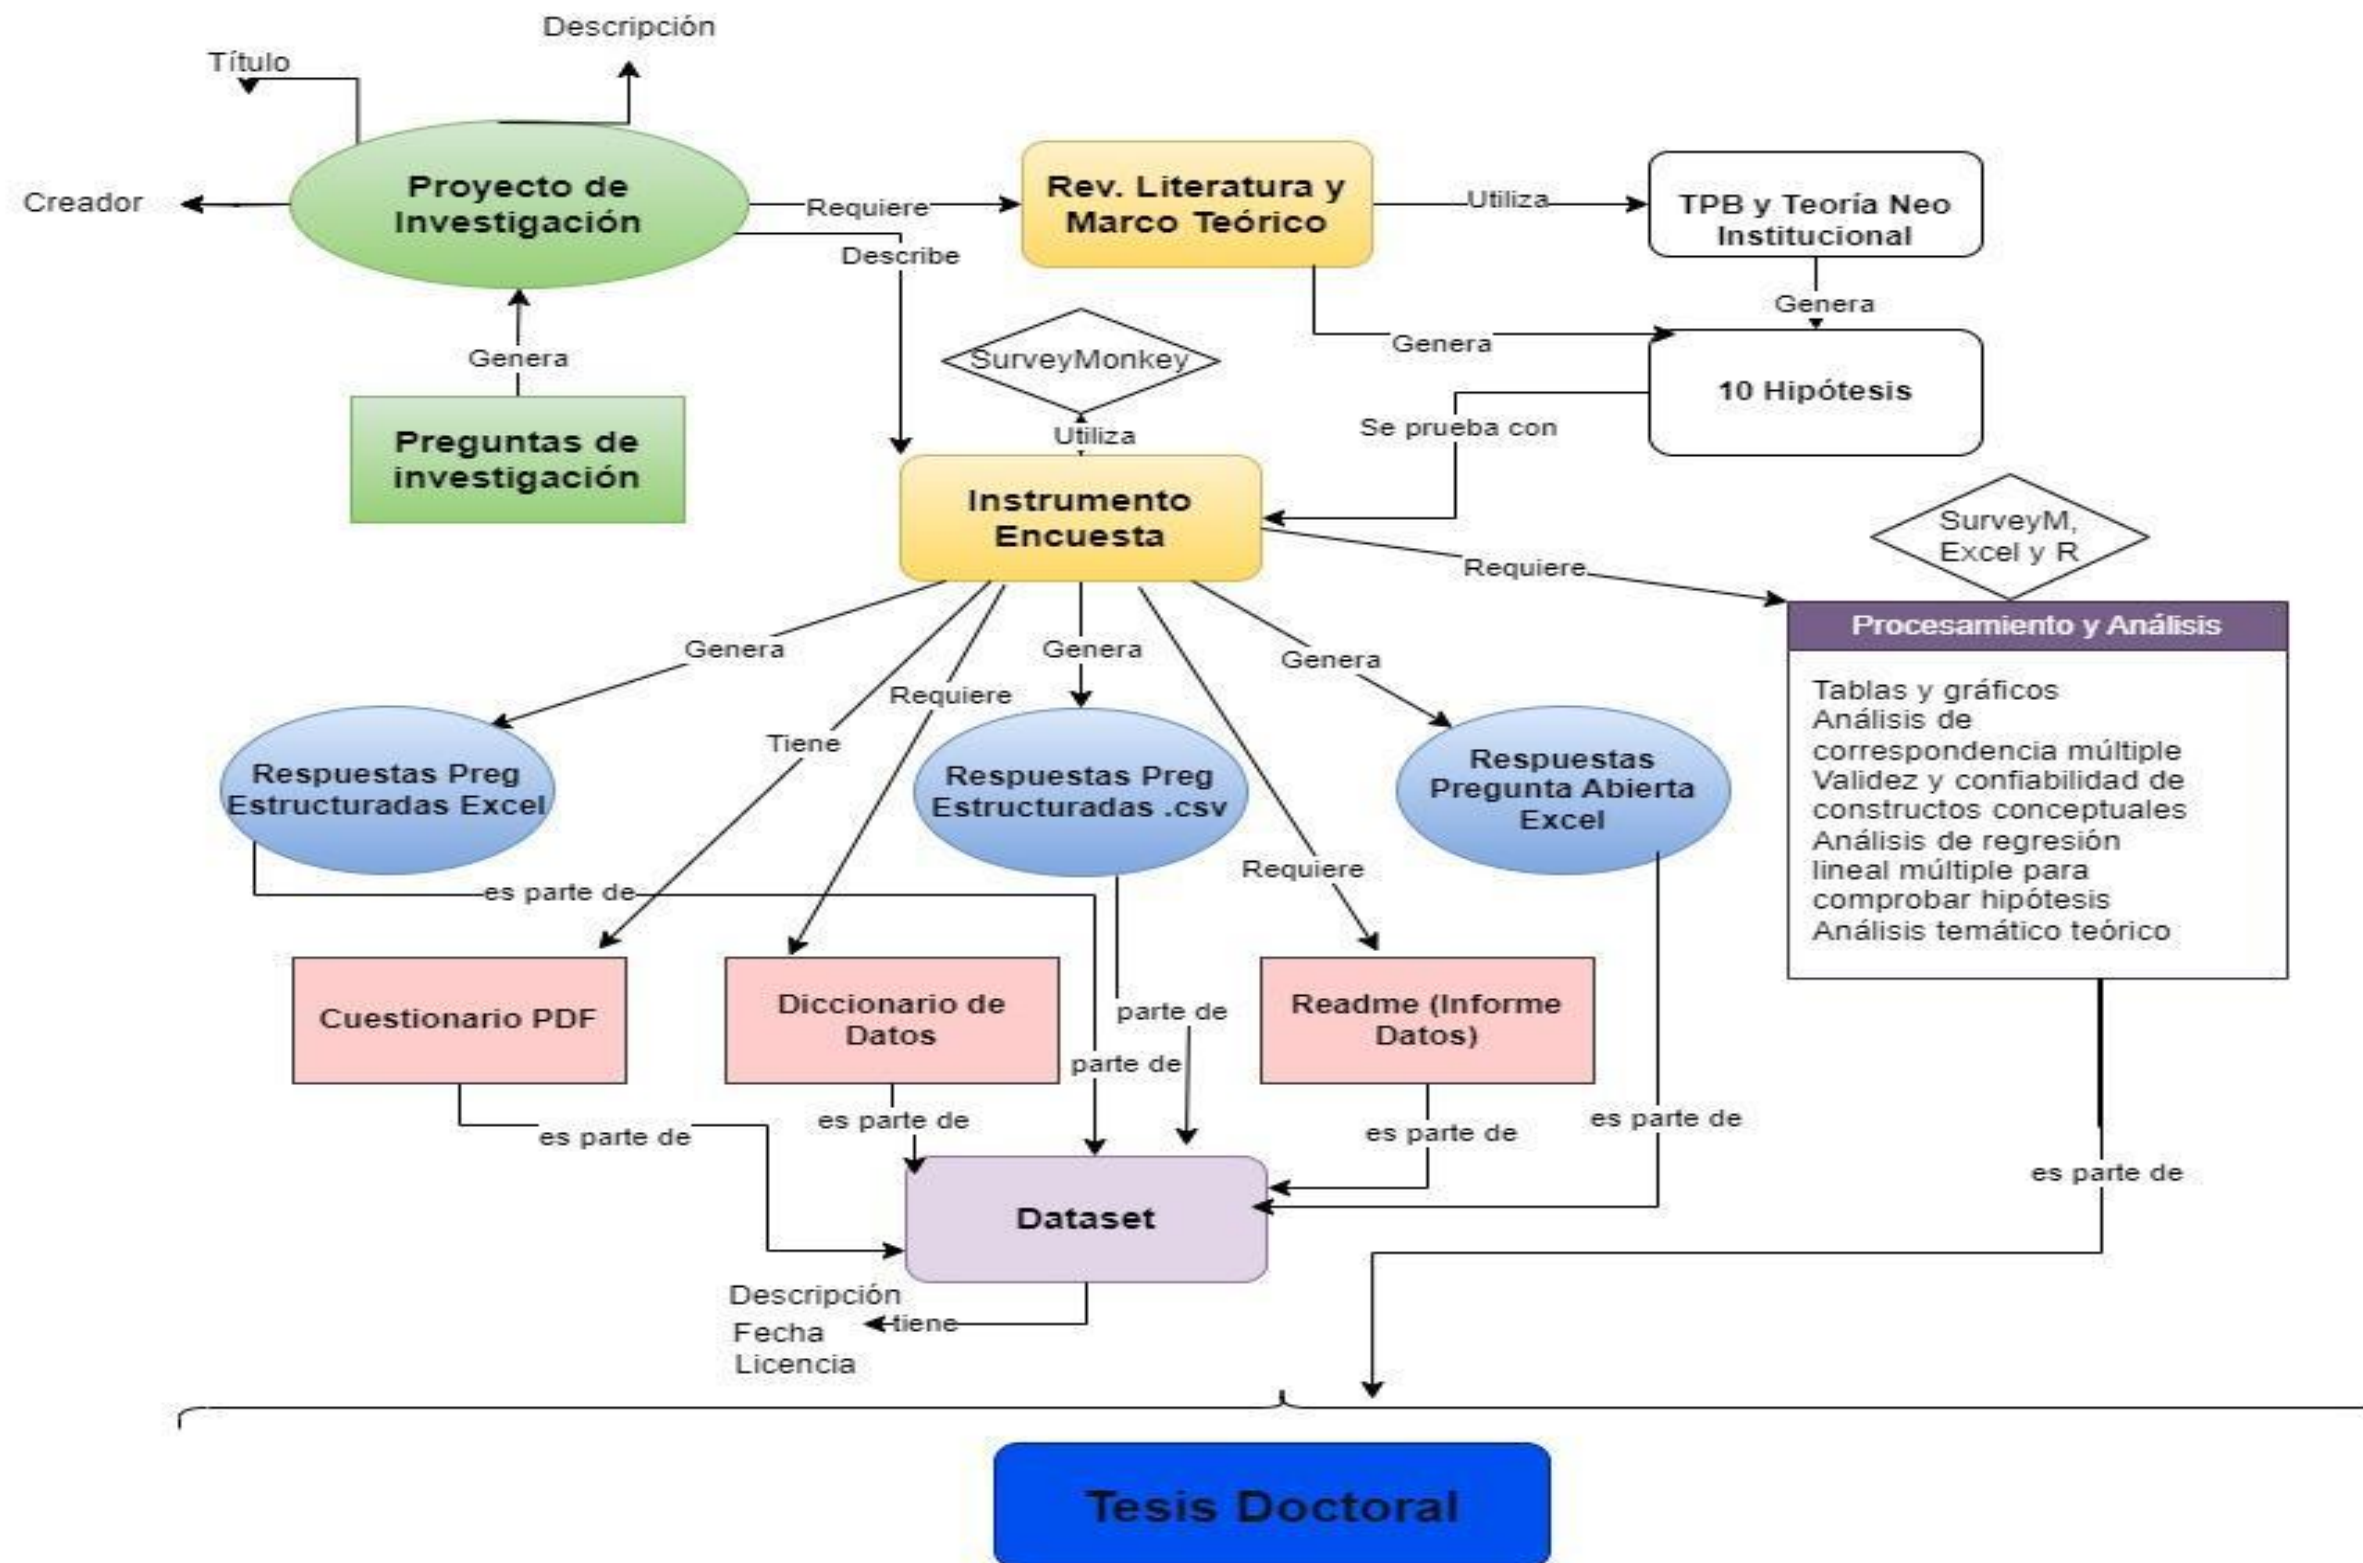 Descripción
Título
Proyecto de
Investigación
Creador
Requiere
Rev. Literatura y
Marco Teórico
Utiliza
TPB y Teoría Neo
Institucional
Describe
Genera
Genera
10 Hipótesis
Se prueba con
Genera
Preguntas de
investigación
SurveyMonkey
Utiliza
Instrumento
Encuesta
Requiere
SurveyM,
Excel y R
Procesamiento y Análisis
Tablas y gráficos
Análisis de
correspondencia múltiple
Validez y confiabilidad de
constructos conceptuales
Análisis de regresión
lineal múltiple para
comprobar hipótesis
Análisis temático teórico
Genera
Tiene
Requiere
Genera
Requiere
Genera
Respuestas Preg
Estructuradas Excel
Respuestas Preg
Estructuradas .csv
Respuestas
Pregunta Abierta
Excel
es parte de
Cuestionario PDF
Diccionario de
Datos
parte de
parte de
Readme (Informe
Datos)
es parte de
es parte de
es parte de
es parte de
es parte de
Dataset
Descripción
tiene
Fecha
Licencia
Tesis Doctoral